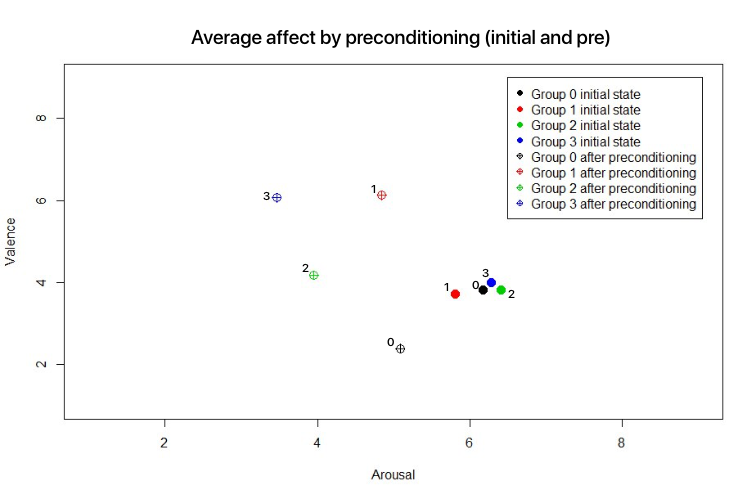 Average affect by preconditioning (initial and pre)
Group 0 initial state
Group 1 initial state
Group 2 initial state
Group 3 initial state
Group 0 after preconditioning
Group 1 after preconditioning
Group 2 after preconditioning
Group 3 after preconditioning
8
6
4
2
Valence
3
1
2
3
1
0
2
0
2
4
6
8
Arousal